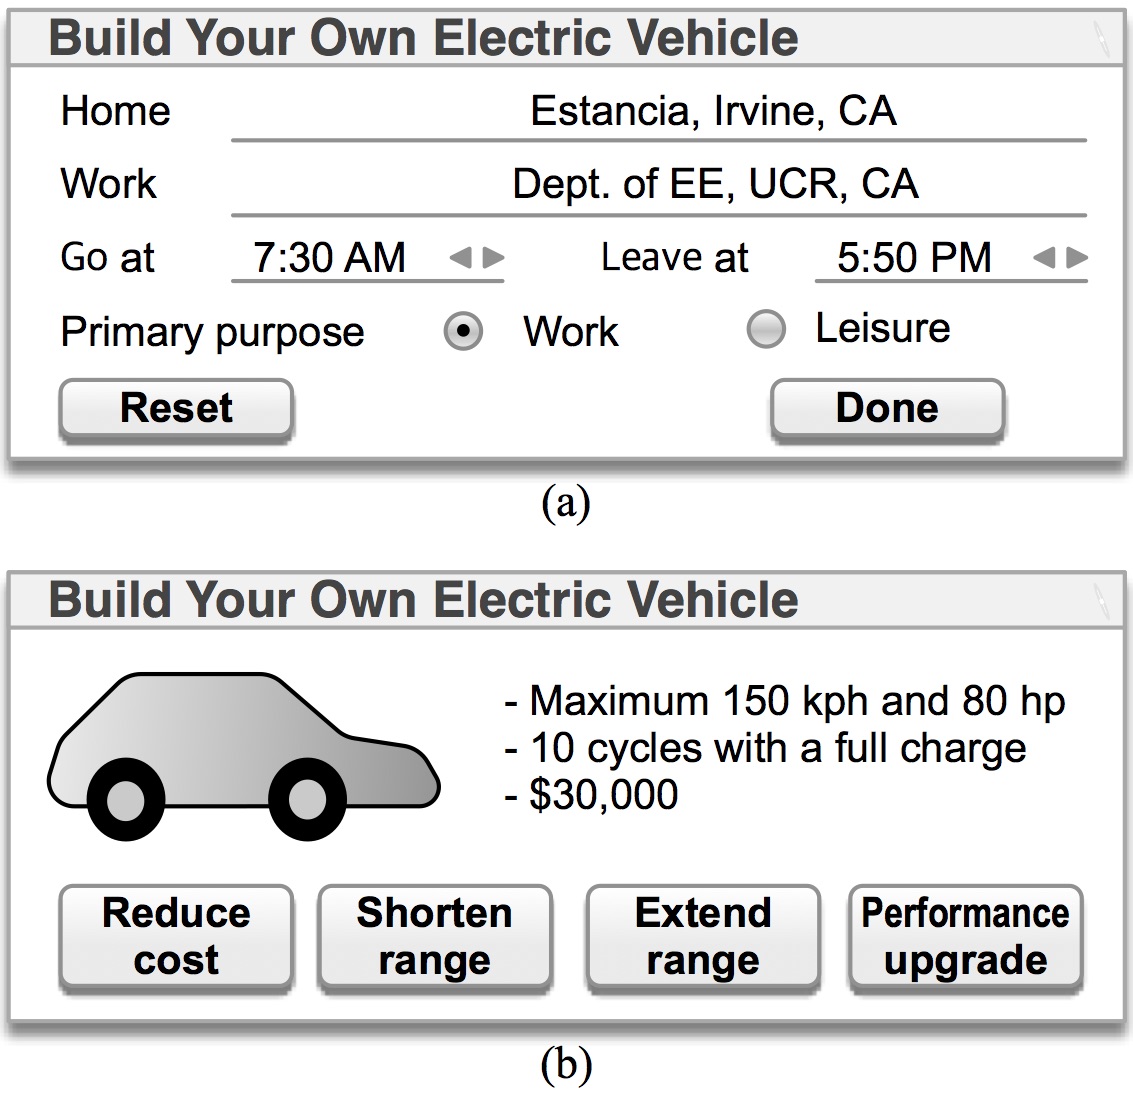 Build Your Own Electric Vehicle
Home Estancia, Irvine, CA
Work Dept. of EE, UCR, CA
Go at 7:30 AM Leave at 5:50 PM
Primary purpose Work Leisure
Reset Done
(a)
Build Your Own Electric Vehicle
- Maximum 150 kph and 80 hp
- 10 cycles with a full charge
- $30,000
Reduce cost Shorten range Extend range Performance upgrade
(b)